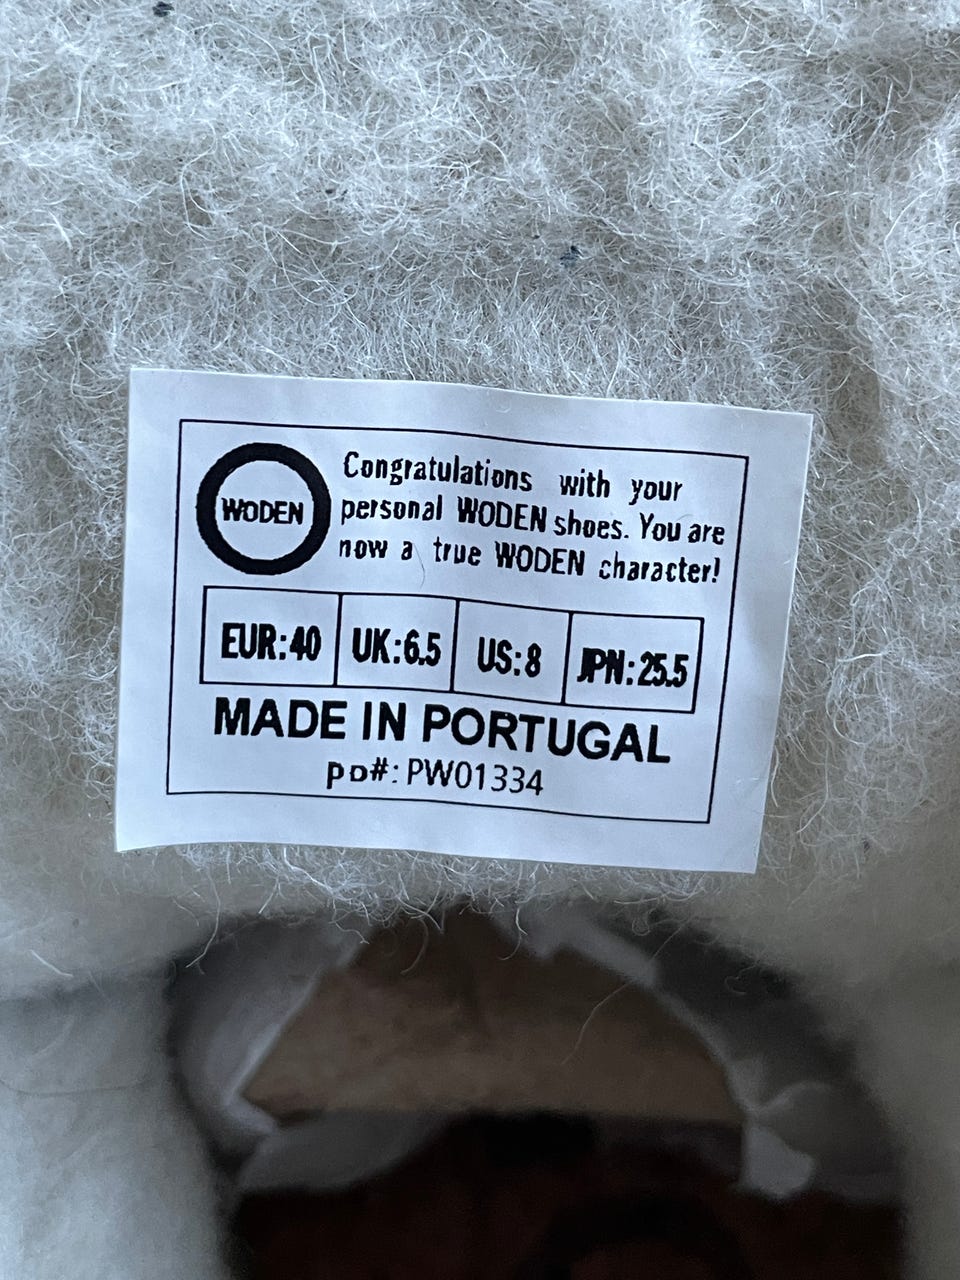 WODEN
Congratulations with your
personal WODEN shoes. You are
now a true WODEN character!
EUR:40 UK:6.5 US:8 JPN:25.5
MADE IN PORTUGAL
po#: PW01334